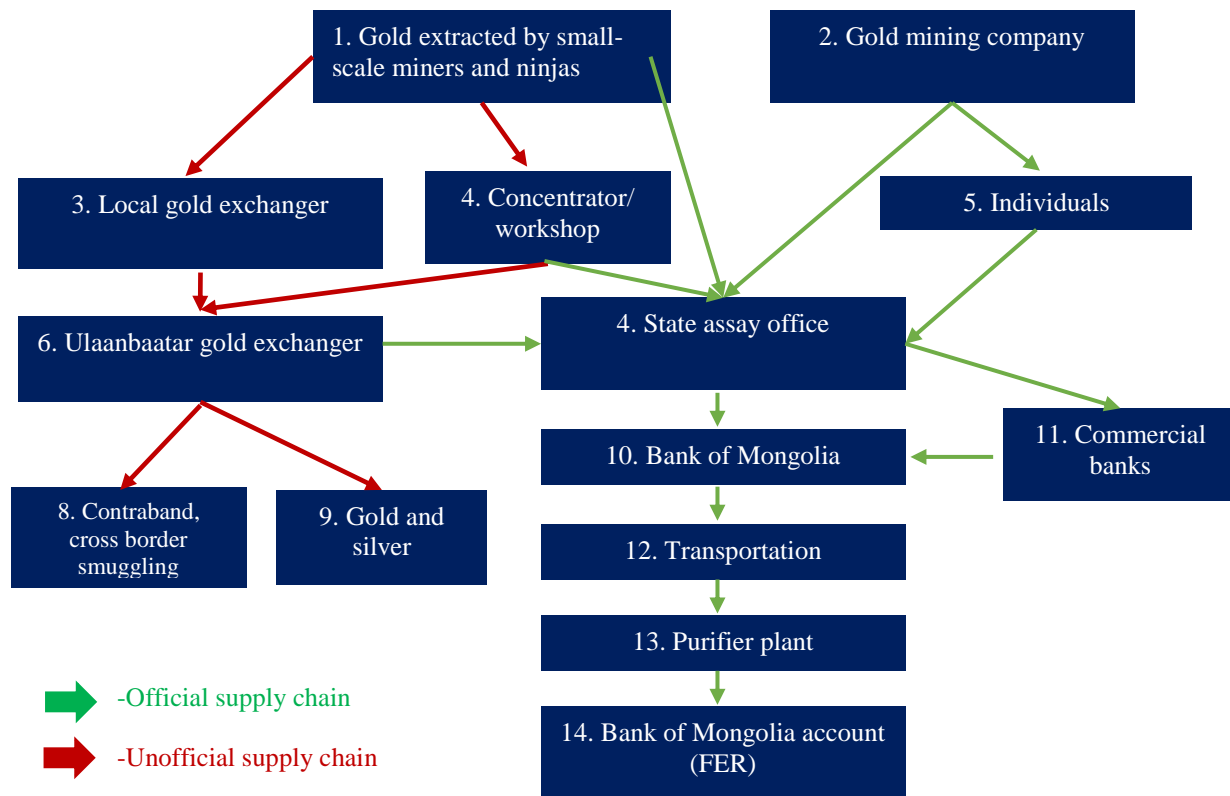 1. Gold extracted by small-
scale miners and ninjas
2. Gold mining company
3. Local gold exchanger
4. Concentrator/
workshop
5. Individuals
6. Ulaanbaatar gold exchanger
4. State assay office
8. Contraband,
cross border
smuggling
9. Gold and
silver
10. Bank of Mongolia
11. Commercial
banks
12. Transportation
13. Purifier plant
14. Bank of Mongolia account
(FER)
-Official supply chain
-Unofficial supply chain